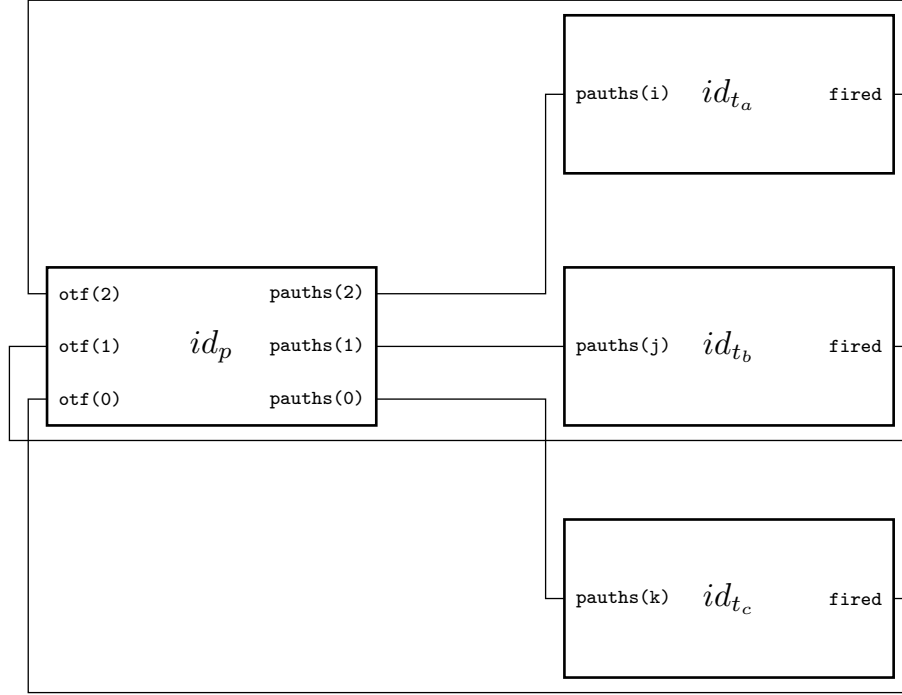 pauths(i) id_{t_a} fired
otf(2) pauths(2)
otf(1) id_p pauths(1)
otf(0) pauths(0)
pauths(j) id_{t_b} fired
pauths(k) id_{t_c} fired